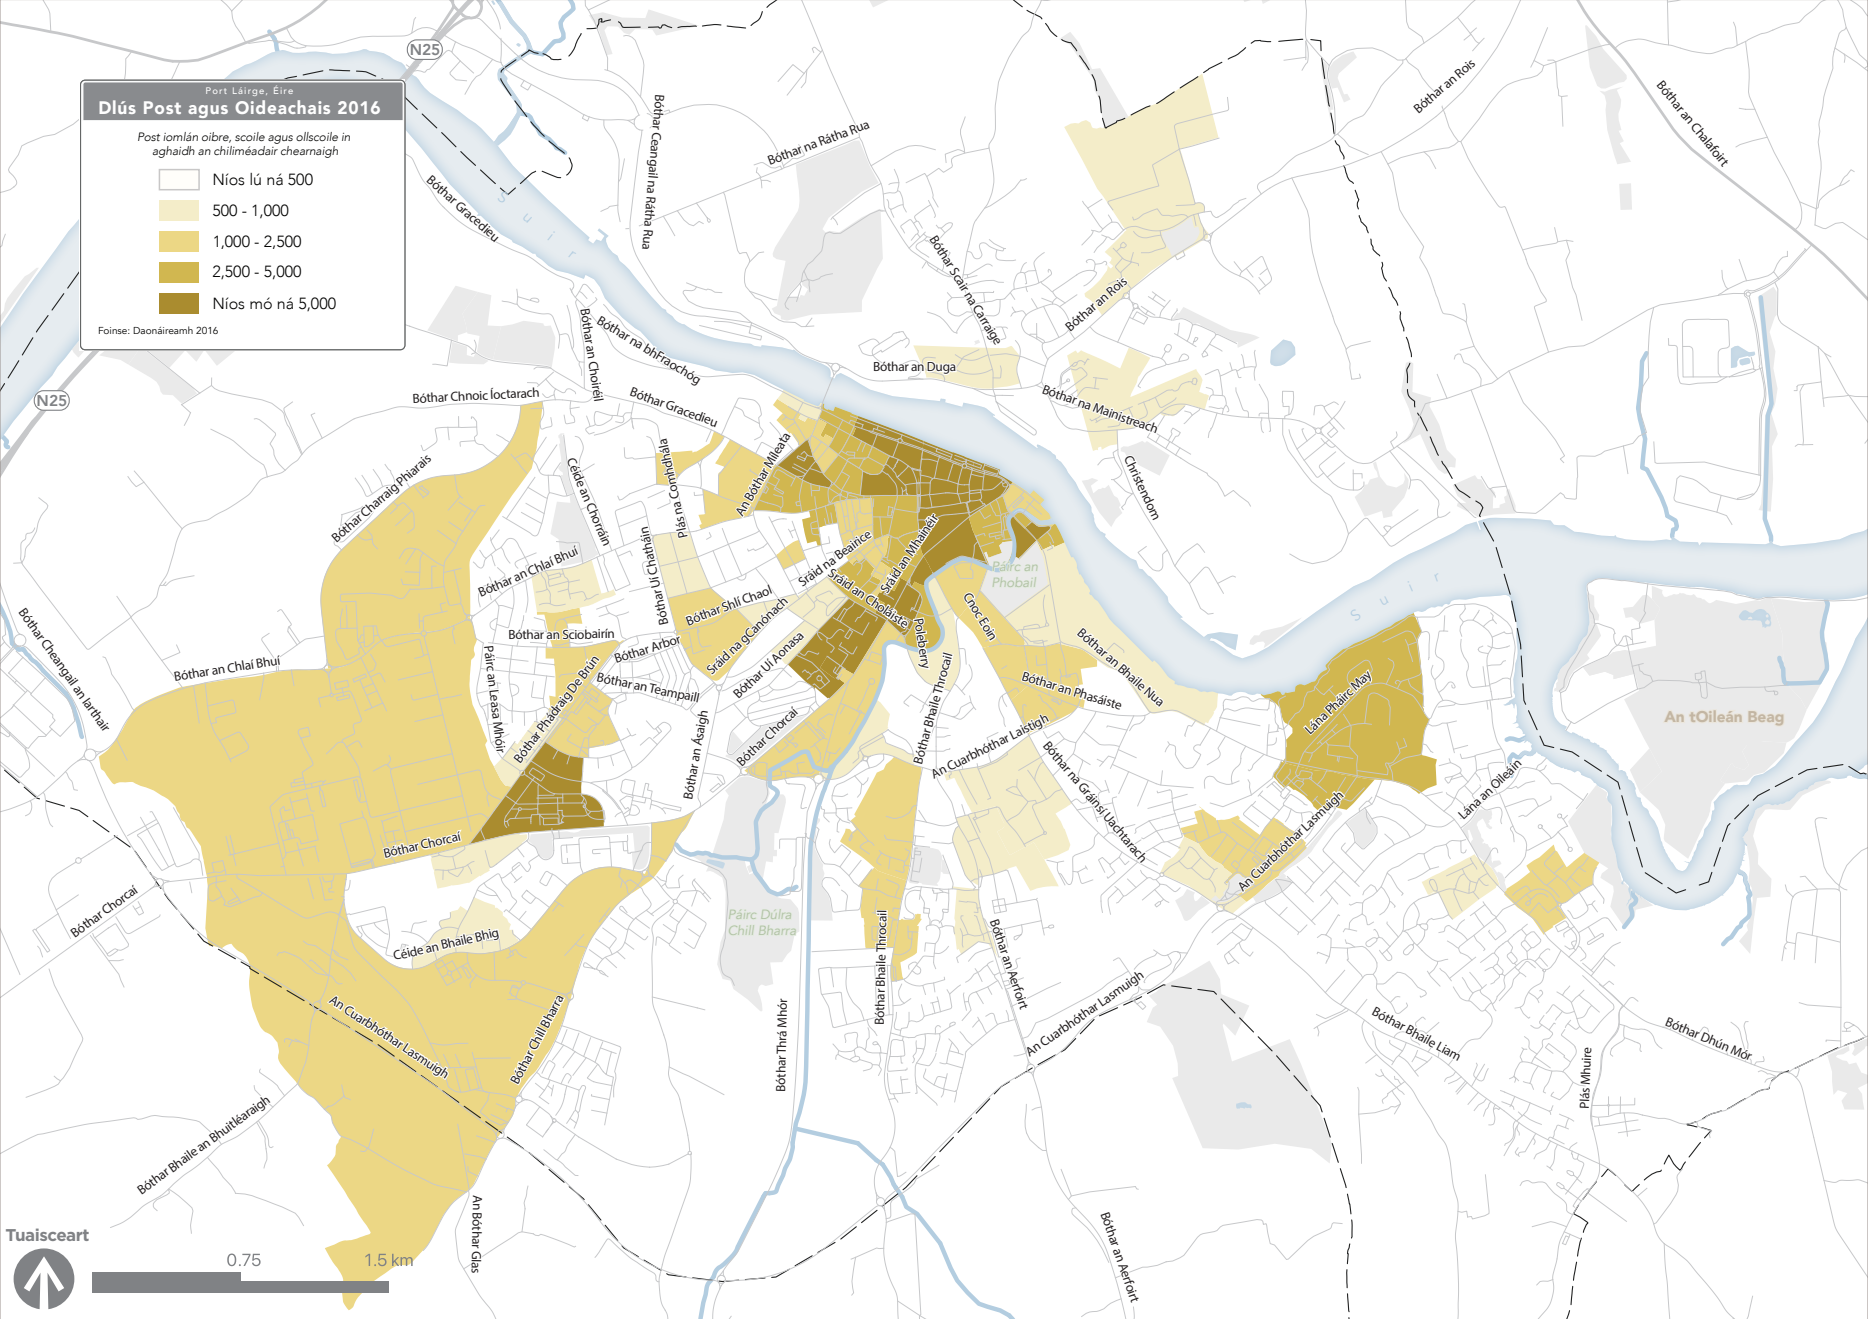 Port Láirge, Éire
Dlús Post agus Oideachais 2016
Post iomlán oibre, scoile agus ollscoile in
aghaidh an chiliméadair chearnaigh
Níos lú ná 500
500 - 1,000
1,000 - 2,500
2,500 - 5,000
Níos mó ná 5,000
Foinse: Daonáireamh 2016
N25
N25
Suir
Suir
Bóthar Gracedieu
Bóthar Ceangail na Rátha Rua
Bóthar na Rátha Rua
Bóthar an Rois
Bóthar an Chalafoirt
Bóthar Scair na Carraige
Bóthar an Rois
Bóthar an Duga
Bóthar na Mainistreach
Christendom
Bóthar na bhFraochóg
Bóthar an Choiréil
Bóthar Gracedieu
Bóthar Chnoic Íoctarach
Bóthar Charraig Phiarais
Céide an Chorráin
Plás na Comhdhála
An Bóthar Míleata
Bóthar Uí Chatháin
Bóthar an Chlaí Bhuí
Sráid na Beairice
Sráid an Mhainéir
Sráid an Choláiste
Páirc an
Phobail
Bóthar Shlí Chaol
Sráid na gCanónach
Bóthar Uí Aonasa
Poleberry
Cnoc Eoin
Bóthar an Bhaile Nua
Bóthar an Sciobairín
Bóthar Arbor
Bóthar an Teampaill
Bóthar Phádraig De Brún
Páirc an Leasa Mhóir
Bóthar an Chlaí Bhuí
Bóthar Cheangail an Iarthair
Bóthar an Ásaigh
Bóthar Chorcaí
Bóthar Bhaile Throcail
Bóthar an Phasáiste
An Cuarbhóthar Laistigh
Bóthar na Gráinsí Uachtarach
Lána Pháirc May
An tOileán Beag
Lána an Oileáin
An Cuarbhóthar Lasmuigh
Bóthar Chorcaí
Bóthar Chorcaí
Céide an Bhaile Bhig
Páirc Dúlra
Chill Bharra
Bóthar Bhaile Throcail
Bóthar an Aerfoirt
An Cuarbhóthar Lasmuigh
An Cuarbhóthar Lasmuigh
Bóthar Chill Bharra
Bóthar Thrá Mhór
Bóthar Bhaile Liam
Bóthar Dhún Mór
Plás Mhuire
Bóthar Bhaile an Bhuitléaraigh
An Bóthar Glas
Bóthar an Aerfoirt
Tuaisceart
0.75
1.5 km